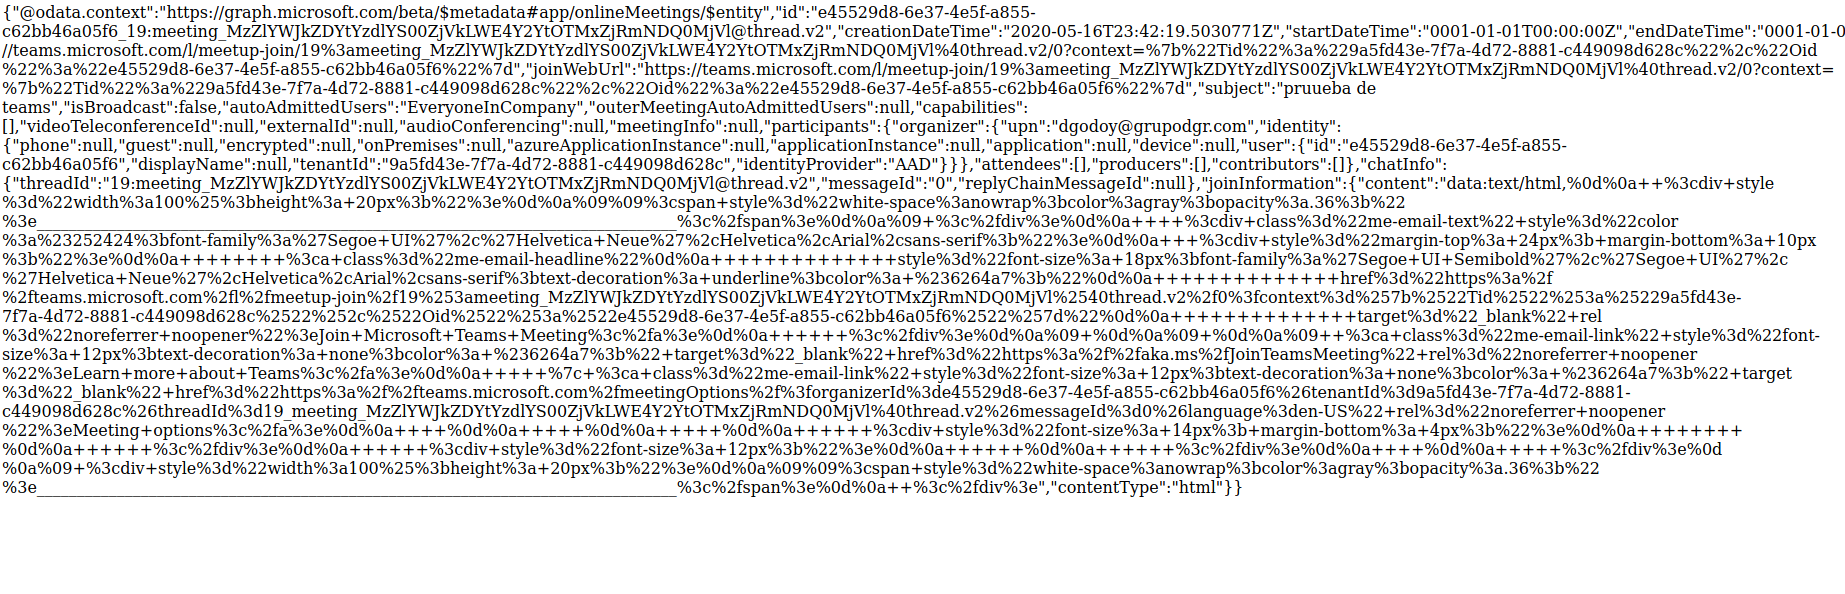 {"@odata.context":"https://graph.microsoft.com/beta/$metadata#app/onlineMeetings/$entity","id":"e45529d8-6e37-4e5f-a855-
c62bb46a05f6_19:meeting_MzZlYWJkZDYtYzdlYS00ZjVkLWE4Y2YtOTMxZjRmNDQ0MjVl@thread.v2","creationDateTime":"2020-05-16T23:42:19.5030771Z","startDateTime":"0001-01-01T00:00:00Z","endDateTime":"0001-01-0
//teams.microsoft.com/l/meetup-join/19%3ameeting_MzZlYWJkZDYtYzdlYS00ZjVkLWE4Y2YtOTMxZjRmNDQ0MjVl%40thread.v2/0?context=%7b%22Tid%22%3a%229a5fd43e-7f7a-4d72-8881-c449098d628c%22%2c%22Oid
%22%3a%22e45529d8-6e37-4e5f-a855-c62bb46a05f6%22%7d","joinWebUrl":"https://teams.microsoft.com/l/meetup-join/19%3ameeting_MzZlYWJkZDYtYzdlYS00ZjVkLWE4Y2YtOTMxZjRmNDQ0MjVl%40thread.v2/0?context=
%7b%22Tid%22%3a%229a5fd43e-7f7a-4d72-8881-c449098d628c%22%2c%22Oid%22%3a%22e45529d8-6e37-4e5f-a855-c62bb46a05f6%22%7d","subject":"pruueba de
teams","isBroadcast":false,"autoAdmittedUsers":"EveryoneInCompany","outerMeetingAutoAdmittedUsers":null,"capabilities":
[],"videoTeleconferenceId":null,"externalId":null,"audioConferencing":null,"meetingInfo":null,"participants":{"organizer":{"upn":"dgodoy@grupodgr.com","identity":
{"phone":null,"guest":null,"encrypted":null,"onPremises":null,"azureApplicationInstance":null,"applicationInstance":null,"application":null,"device":null,"user":{"id":"e45529d8-6e37-4e5f-a855-
c62bb46a05f6","displayName":null,"tenantId":"9a5fd43e-7f7a-4d72-8881-c449098d628c","identityProvider":"AAD"}}},"attendees":[],"producers":[],"contributors":[]},"chatInfo":
{"threadId":"19:meeting_MzZlYWJkZDYtYzdlYS00ZjVkLWE4Y2YtOTMxZjRmNDQ0MjVl@thread.v2","messageId":"0","replyChainMessageId":null},"joinInformation":{"content":"data:text/html,%0d%0a++%3cdiv+style
%3d%22width%3a100%25%3bheight%3a+20px%3b%22%3e%0d%0a%09%09%3cspan+style%3d%22white-space%3anowrap%3bcolor%3agray%3bopacity%3a.36%3b%22
%3e________________________________________________________________________________%3c%2fspan%3e%0d%0a%09+%3c%2fdiv%3e%0d%0a++++%3cdiv+class%3d%22me-email-text%22+style%3d%22color
%3a%23252424%3bfont-family%3a%27Segoe+UI%27%2c%27Helvetica+Neue%27%2cHelvetica%2cArial%2csans-serif%3b%22%3e%0d%0a+++%3cdiv+style%3d%22margin-top%3a+24px%3b+margin-bottom%3a+10px
%3b%22%3e%0d%0a++++++++%3ca+class%3d%22me-email-headline%22%0d%0a++++++++++++++style%3d%22font-size%3a+18px%3bfont-family%3a%27Segoe+UI+Semibold%27%2c%27Segoe+UI%27%2c
%27Helvetica+Neue%27%2cHelvetica%2cArial%2csans-serif%3btext-decoration%3a+underline%3bcolor%3a+%236264a7%3b%22%0d%0a++++++++++++++href%3d%22https%3a%2f
%2fteams.microsoft.com%2fl%2fmeetup-join%2f19%253ameeting_MzZlYWJkZDYtYzdlYS00ZjVkLWE4Y2YtOTMxZjRmNDQ0MjVl%2540thread.v2%2f0%3fcontext%3d%257b%2522Tid%2522%253a%25229a5fd43e-
7f7a-4d72-8881-c449098d628c%2522%252c%2522Oid%2522%253a%2522e45529d8-6e37-4e5f-a855-c62bb46a05f6%2522%257d%22%0d%0a++++++++++++++target%3d%22_blank%22+rel
%3d%22noreferrer+noopener%22%3eJoin+Microsoft+Teams+Meeting%3c%2fa%3e%0d%0a++++++%3c%2fdiv%3e%0d%0a%09+%0d%0a%09+%0d%0a%09++%3ca+class%3d%22me-email-link%22+style%3d%22font-
size%3a+12px%3btext-decoration%3a+none%3bcolor%3a+%236264a7%3b%22+target%3d%22_blank%22+href%3d%22https%3a%2f%2faka.ms%2fJoinTeamsMeeting%22+rel%3d%22noreferrer+noopener
%22%3eLearn+more+about+Teams%3c%2fa%3e%0d%0a+++++%7c+%3ca+class%3d%22me-email-link%22+style%3d%22font-size%3a+12px%3btext-decoration%3a+none%3bcolor%3a+%236264a7%3b%22+target
%3d%22_blank%22+href%3d%22https%3a%2f%2fteams.microsoft.com%2fmeetingOptions%2f%3forganizerId%3de45529d8-6e37-4e5f-a855-c62bb46a05f6%26tenantId%3d9a5fd43e-7f7a-4d72-8881-
c449098d628c%26threadId%3d19_meeting_MzZlYWJkZDYtYzdlYS00ZjVkLWE4Y2YtOTMxZjRmNDQ0MjVl%40thread.v2%26messageId%3d0%26language%3den-US%22+rel%3d%22noreferrer+noopener
%22%3eMeeting+options%3c%2fa%3e%0d%0a++++%0d%0a+++++%0d%0a+++++%0d%0a++++++%3cdiv+style%3d%22font-size%3a+14px%3b+margin-bottom%3a+4px%3b%22%3e%0d%0a++++++++
%0d%0a++++++%3c%2fdiv%3e%0d%0a++++++%3cdiv+style%3d%22font-size%3a+12px%3b%22%3e%0d%0a++++++%0d%0a++++++%3c%2fdiv%3e%0d%0a++++%0d%0a+++++%3c%2fdiv%3e%0d
%0a%09+%3cdiv+style%3d%22width%3a100%25%3bheight%3a+20px%3b%22%3e%0d%0a%09%09%3cspan+style%3d%22white-space%3anowrap%3bcolor%3agray%3bopacity%3a.36%3b%22
%3e________________________________________________________________________________%3c%2fspan%3e%0d%0a++%3c%2fdiv%3e","contentType":"html"}}